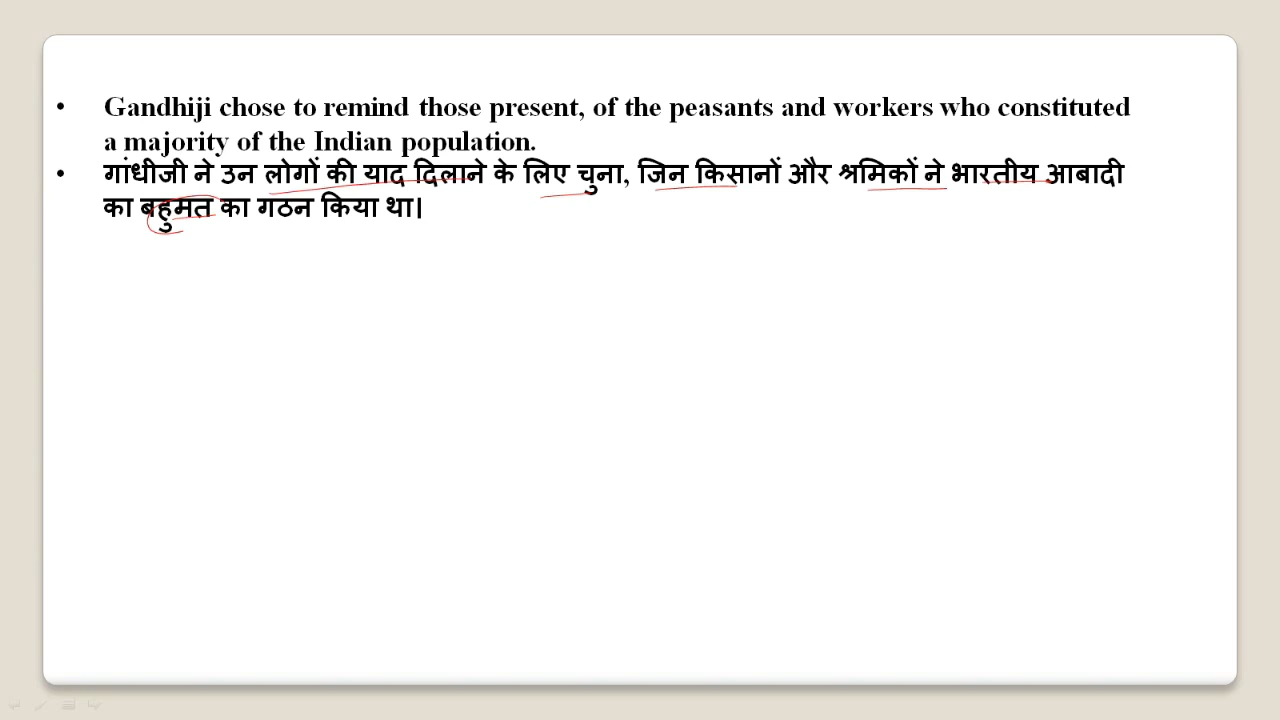 • Gandhiji chose to remind those present, of the peasants and workers who constituted
a majority of the Indian population.
• गांधीजी ने उन लोगों की याद दिलाने के लिए चुना, जिन किसानों और श्रमिकों ने भारतीय आबादी
का बहुमत का गठन किया था।